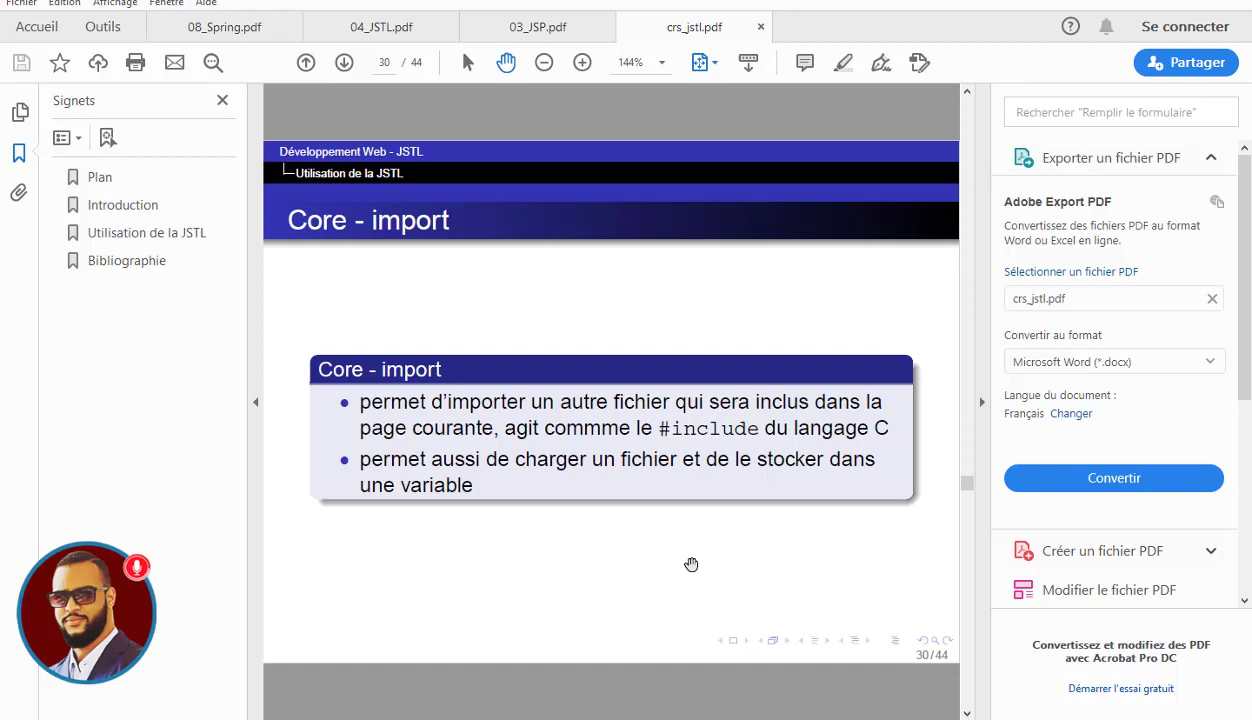 Fichier Edition Affichage Fenêtre Aide
Accueil Outils 08_Spring.pdf 04_JSTL.pdf 03_JSP.pdf crs_jstl.pdf × Se connecter
30 / 44 144% Partager
Signets
Plan
Introduction
Utilisation de la JSTL
Bibliographie
Développement Web - JSTL
Utilisation de la JSTL
Core - import
Core - import
permet d'importer un autre fichier qui sera inclus dans la
page courante, agit commme le #include du langage C
permet aussi de charger un fichier et de le stocker dans
une variable
30/44
Rechercher "Remplir le formulaire"
Exporter un fichier PDF
Adobe Export PDF
Convertissez des fichiers PDF au format
Word ou Excel en ligne.
Sélectionner un fichier PDF
crs_jstl.pdf
Convertir au format
Microsoft Word (*.docx)
Langue du document :
Français Changer
Convertir
Créer un fichier PDF
Modifier le fichier PDF
Convertissez et modifiez des PDF
avec Acrobat Pro DC
Démarrer l'essai gratuit